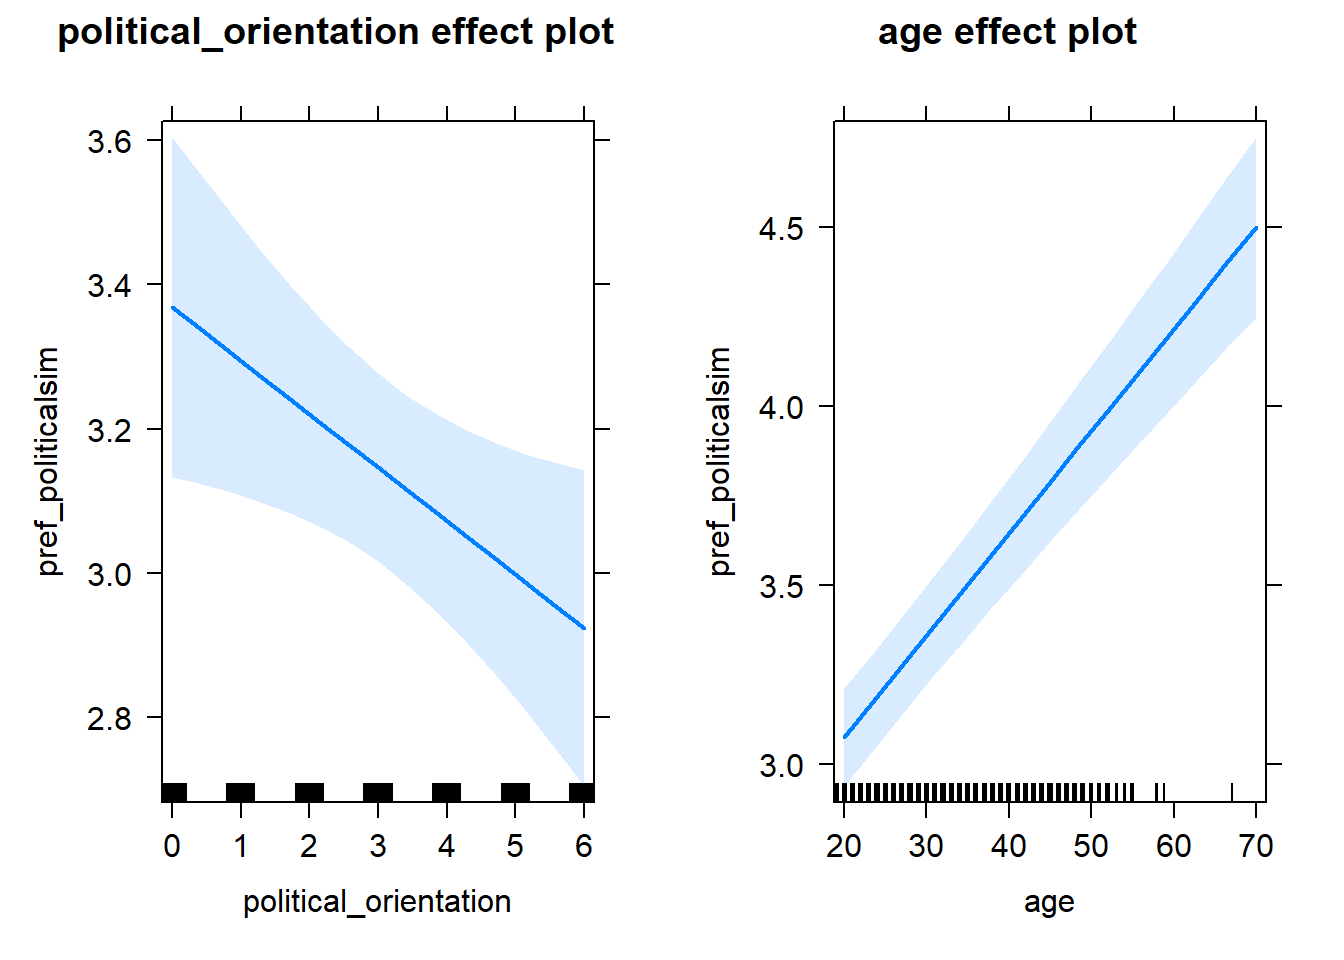 political_orientation effect plot
pref_politicalsim
3.6
3.4
3.2
3.0
2.8
0 1 2 3 4 5 6
political_orientation
age effect plot
pref_politicalsim
4.5
4.0
3.5
3.0
20 30 40 50 60 70
age